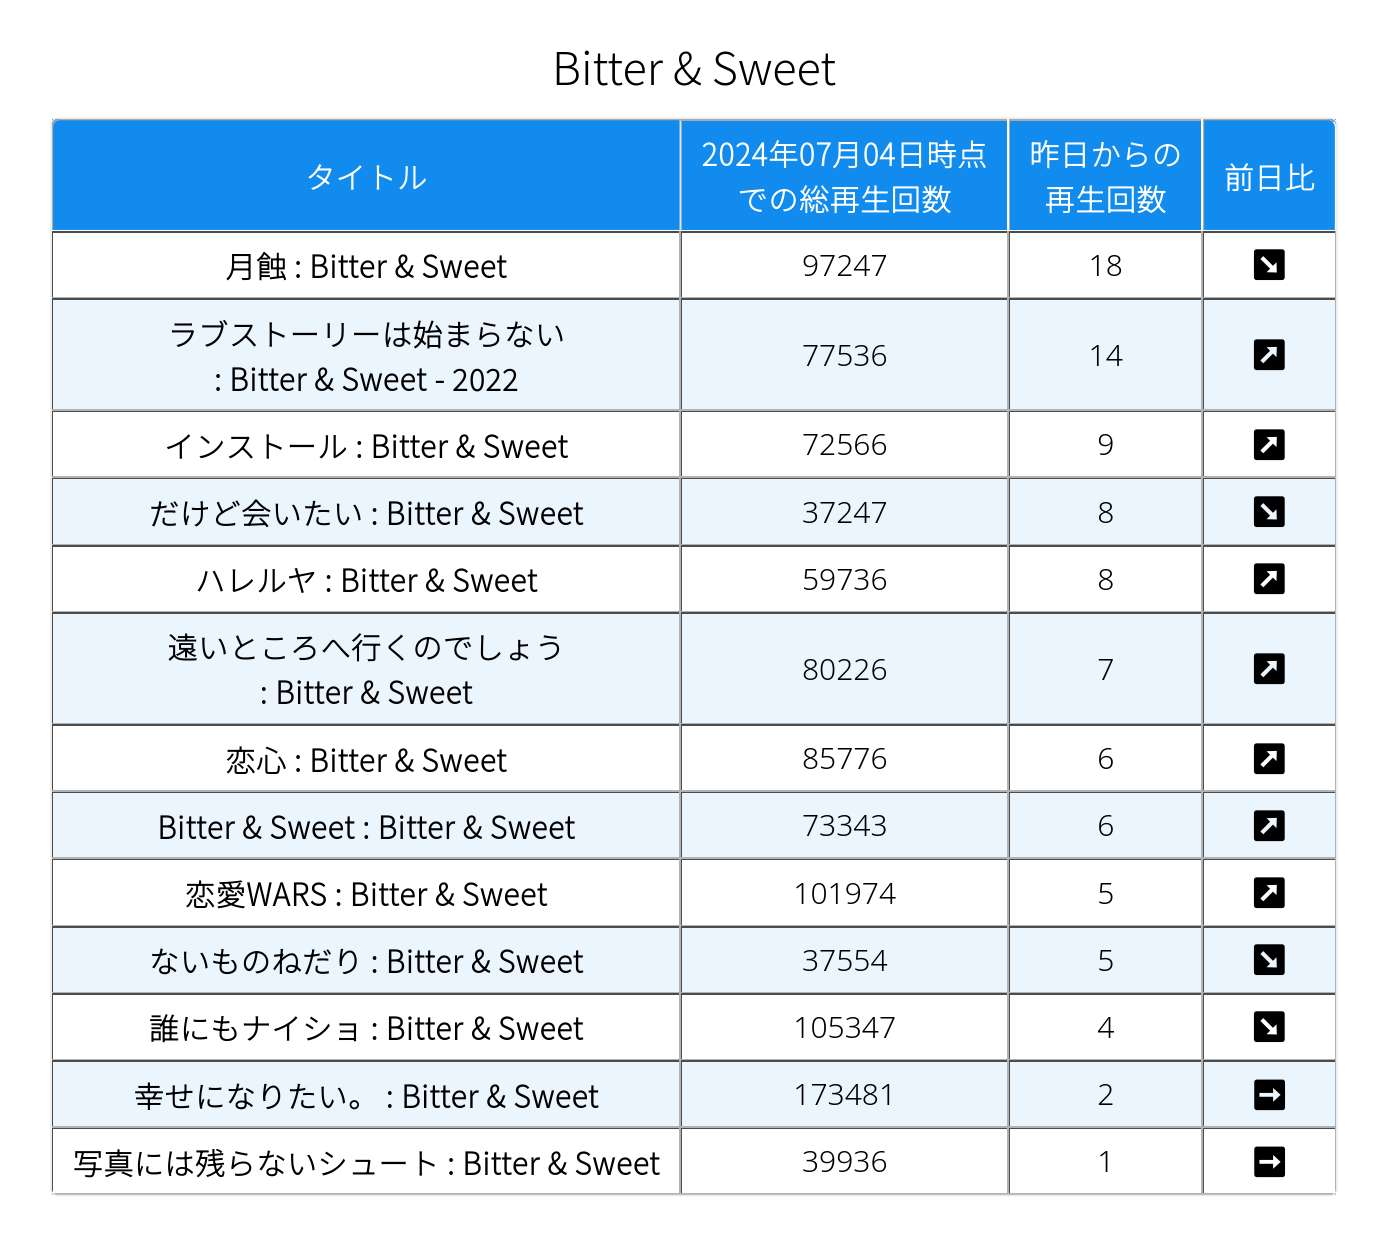 Bitter & Sweet
タイトル
2024年07月04日時点
での総再生回数
昨日からの
再生回数
前日比
月蝕 : Bitter & Sweet 97247 18
ラブストーリーは始まらない
: Bitter & Sweet - 2022
77536 14
インストール : Bitter & Sweet 72566 9
だけど会いたい : Bitter & Sweet 37247 8
ハレルヤ : Bitter & Sweet 59736 8
遠いところへ行くのでしょう
: Bitter & Sweet
80226 7
恋心 : Bitter & Sweet 85776 6
Bitter & Sweet : Bitter & Sweet 73343 6
恋愛WARS : Bitter & Sweet 101974 5
ないものねだり : Bitter & Sweet 37554 5
誰にもナイショ : Bitter & Sweet 105347 4
幸せになりたい。 : Bitter & Sweet 173481 2
写真には残らないシュート : Bitter & Sweet 39936 1